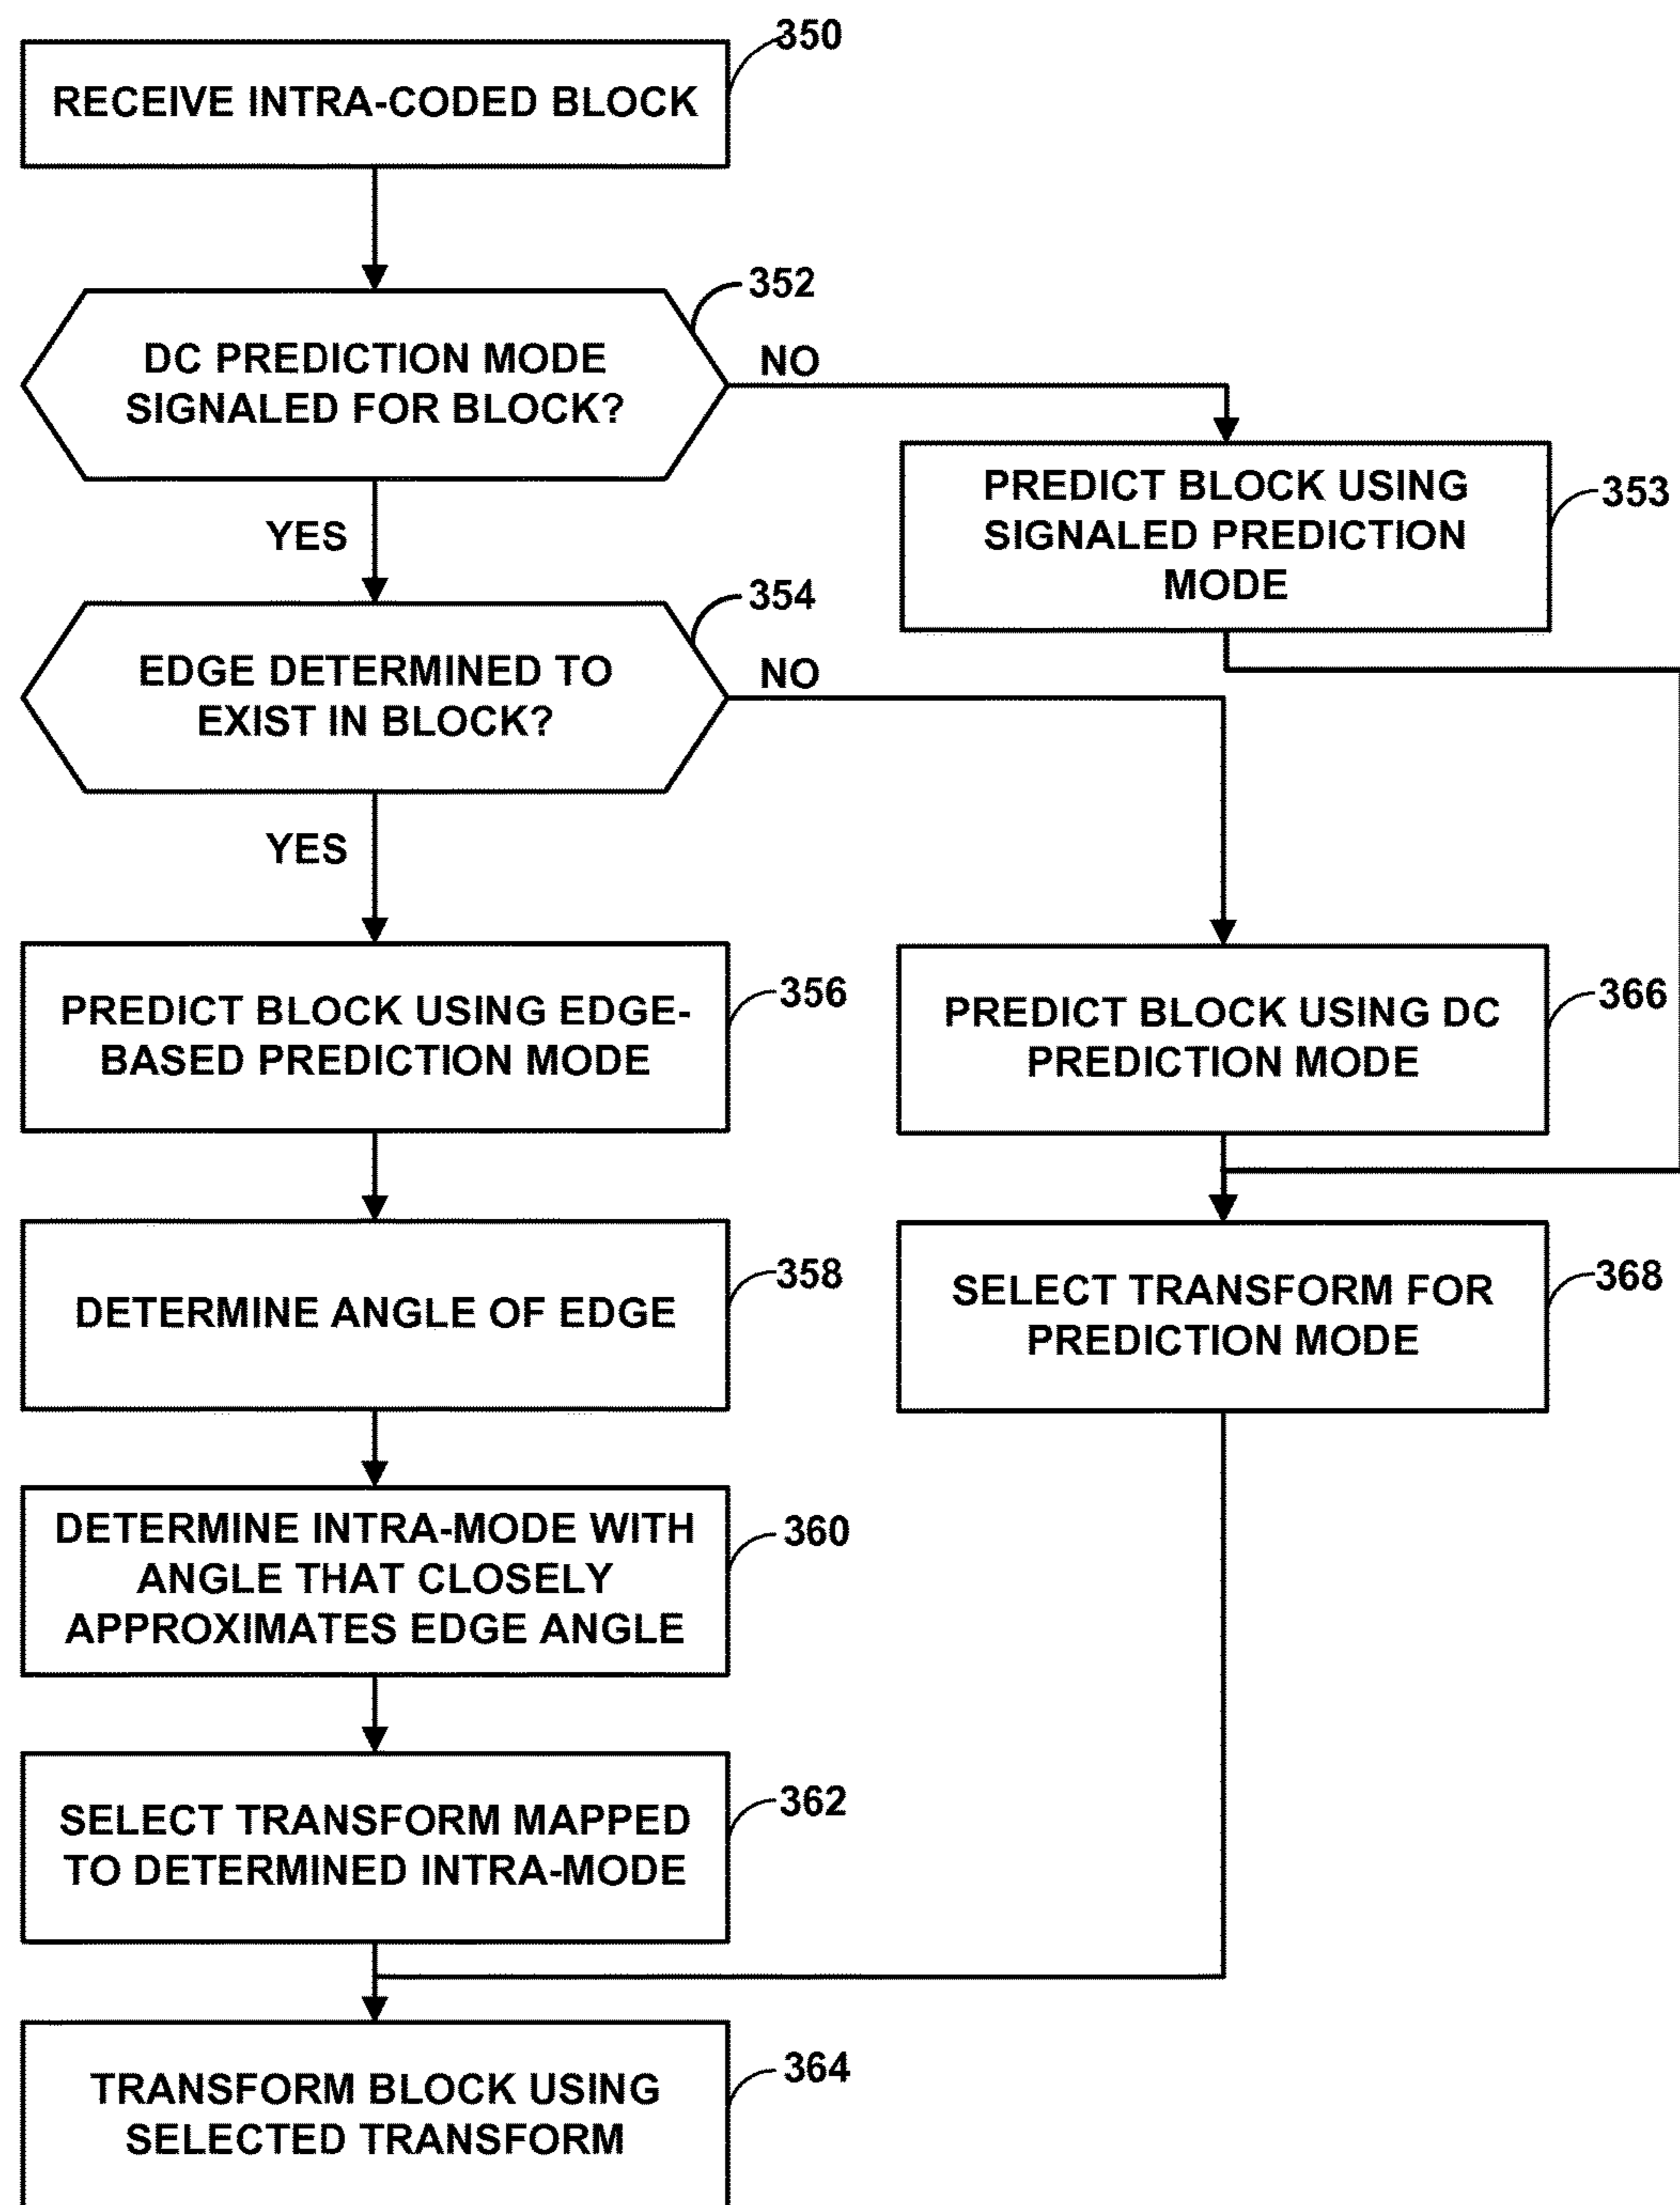 350
RECEIVE INTRA-CODED BLOCK
352
DC PREDICTION MODE
SIGNALED FOR BLOCK?
NO
YES
PREDICT BLOCK USING
SIGNALED PREDICTION
MODE
353
354
EDGE DETERMINED TO
EXIST IN BLOCK?
NO
YES
PREDICT BLOCK USING EDGE-
BASED PREDICTION MODE
356
PREDICT BLOCK USING DC
PREDICTION MODE
366
DETERMINE ANGLE OF EDGE
358
SELECT TRANSFORM FOR
PREDICTION MODE
368
DETERMINE INTRA-MODE WITH
ANGLE THAT CLOSELY
APPROXIMATES EDGE ANGLE
360
SELECT TRANSFORM MAPPED
TO DETERMINED INTRA-MODE
362
TRANSFORM BLOCK USING
SELECTED TRANSFORM
364